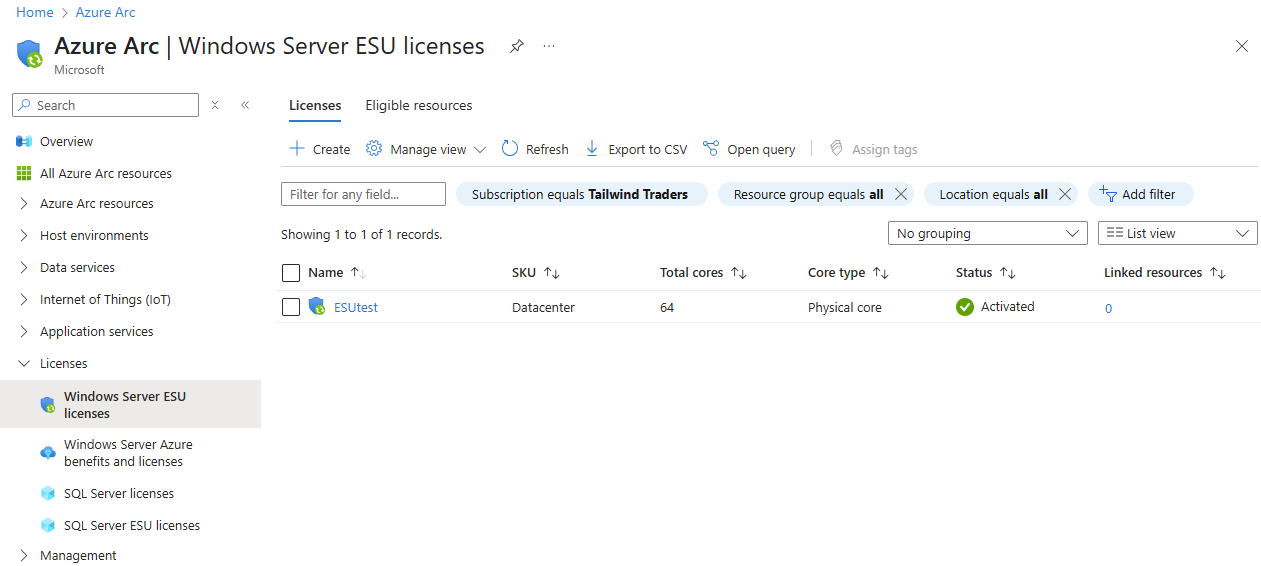 Home > Azure Arc
Azure Arc | Windows Server ESU licenses ...
Microsoft
Search
Overview
All Azure Arc resources
Azure Arc resources
Host environments
Data services
Internet of Things (IoT)
Application services
Licenses
Windows Server ESU
licenses
Windows Server Azure
benefits and licenses
SQL Server licenses
SQL Server ESU licenses
Management
Licenses Eligible resources
Create Manage view Refresh Export to CSV Open query Assign tags
Filter for any field... Subscription equals Tailwind Traders Resource group equals all Location equals all Add filter
Showing 1 to 1 of 1 records. No grouping List view
Name SKU Total cores Core type Status Linked resources
ESUtest Datacenter 64 Physical core Activated 0